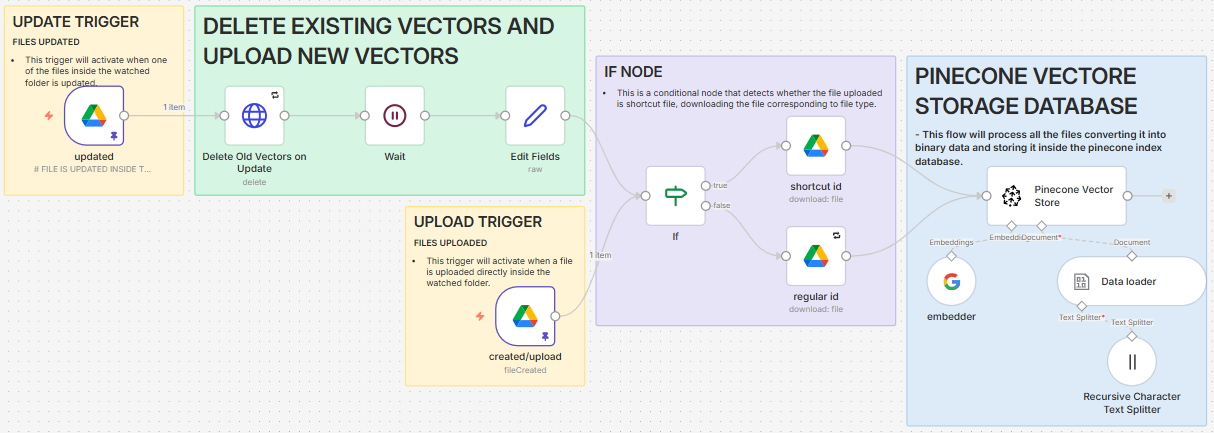 UPDATE TRIGGER
FILES UPDATED
• This trigger will activate when one
of the files inside the watched
folder is updated.
1 item
updated
# FILE IS UPDATED INSIDE T...
DELETE EXISTING VECTORS AND
UPLOAD NEW VECTORS
Delete Old Vectors on
Update
delete
Wait
Edit Fields
raw
UPLOAD TRIGGER
FILES UPLOADED
• This trigger will activate when a file
is uploaded directly inside the
watched folder.
1 item
created/upload
fileCreated
IF NODE
• This is a conditional node that detects whether the file uploaded
is shortcut file, downloading the file corresponding to file type.
true
false
If
shortcut id
download: file
regular id
download: file
PINECONE VECTORE
STORAGE DATABASE
- This flow will process all the files converting it into
binary data and storing it inside the pinecone index
database.
Pinecone Vector
Store
+
Embeddi
Document*
Embeddings
Document
embedder
Data loader
Text Splitter*
Text Splitter
Recursive Character
Text Splitter